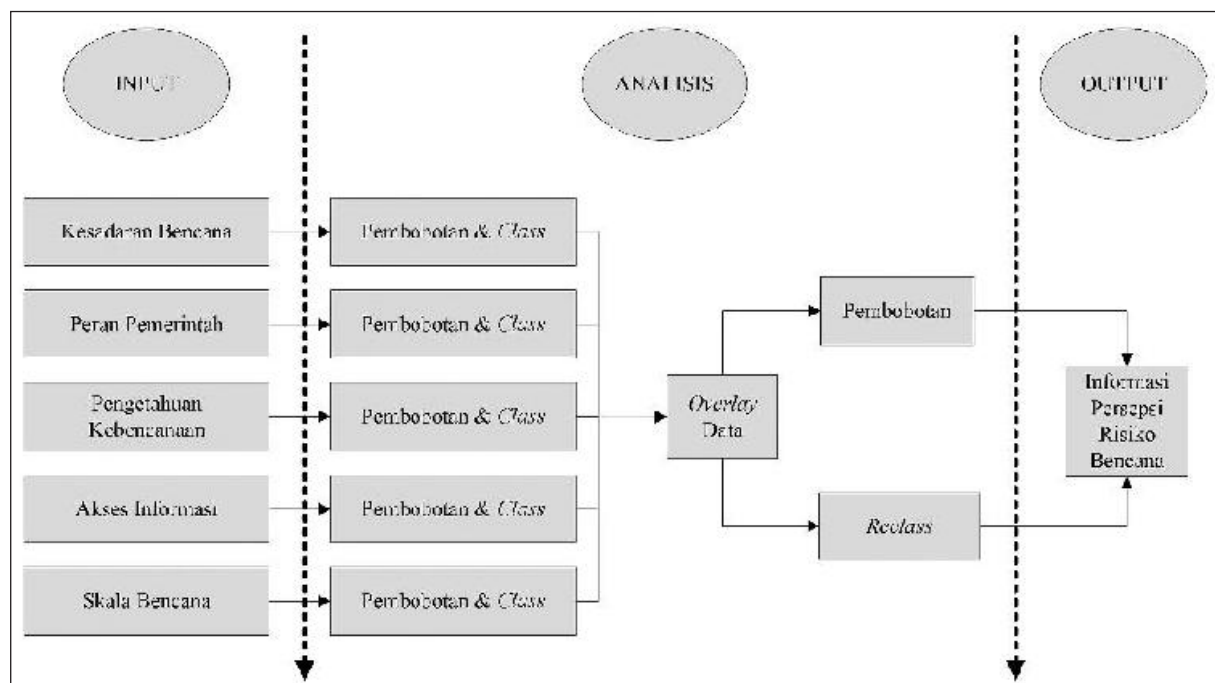 INPUT
ANALISIS
OUTPUT
Kesadaran Bencana
Pembobotan & Class
Peran Pemerintah
Pembobotan & Class
Pengetahuan
Kebencanaan
Pembobotan & Class
Akses Informasi
Pembobotan & Class
Skala Bencana
Pembobotan & Class
Overlay
Data
Pembobotan
Reclass
Informasi
Persepsi
Risiko
Bencana